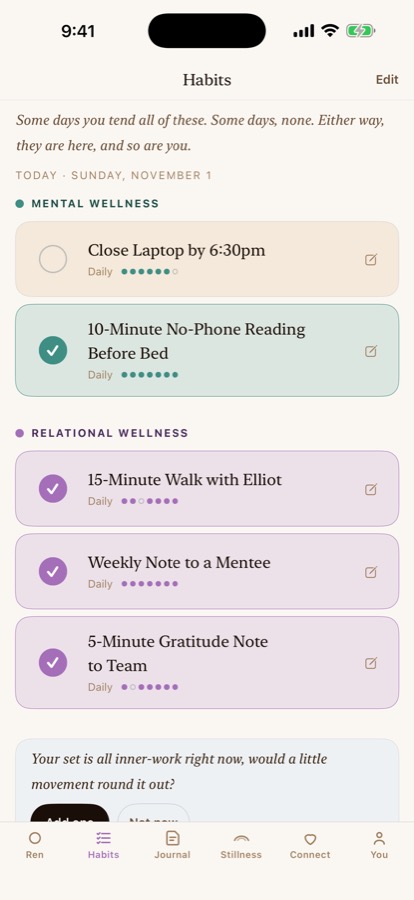 9:41
Habits
Edit
Some days you tend all of these. Some days, none. Either way,
they are here, and so are you.
TODAY · SUNDAY, NOVEMBER 1
MENTAL WELLNESS
Close Laptop by 6:30pm
Daily
10-Minute No-Phone Reading
Before Bed
Daily
RELATIONAL WELLNESS
15-Minute Walk with Elliot
Daily
Weekly Note to a Mentee
Daily
5-Minute Gratitude Note
to Team
Daily
Your set is all inner-work right now, would a little
movement round it out?
Add one
Not now
Ren
Habits
Journal
Stillness
Connect
You